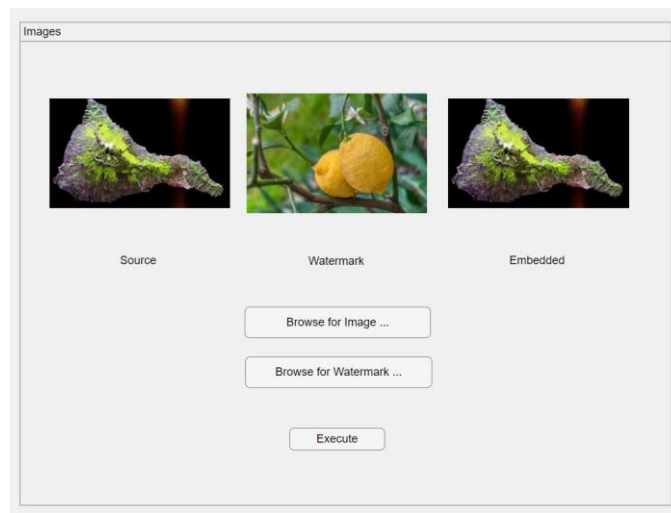 Images
Source
Watermark
Embedded
Browse for Image ...
Browse for Watermark ...
Execute